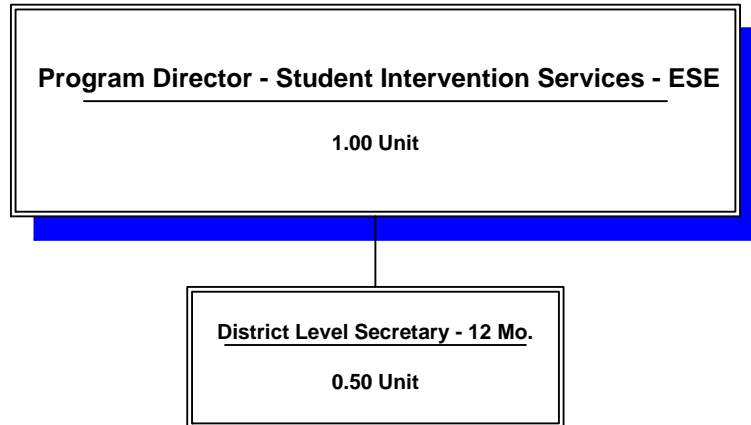 Program Director - Student Intervention Services - ESE
1.00 Unit
District Level Secretary - 12 Mo.
0.50 Unit